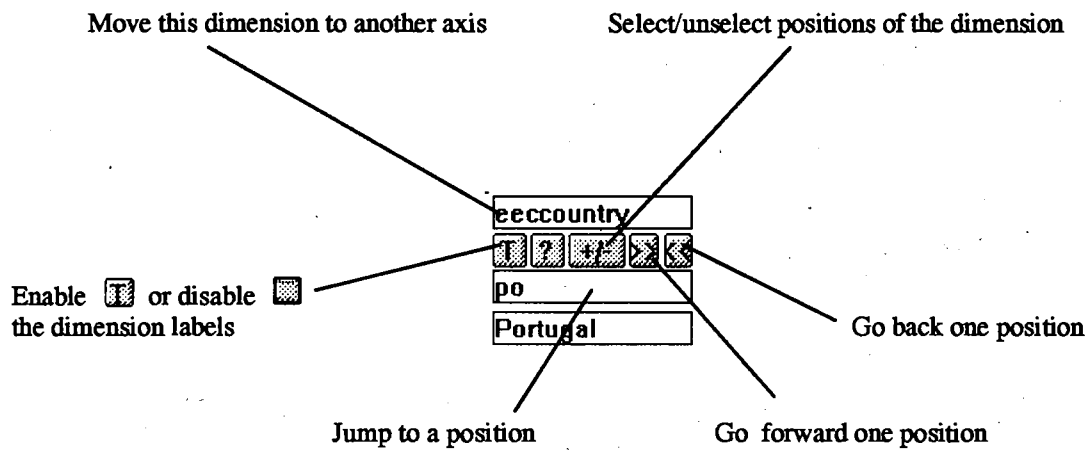 Move this dimension to another axis
Select/unselect positions of the dimension
eeccountry
T ? +/- >> <<
Enable T or disable
the dimension labels
po
Portugal
Go back one position
Jump to a position
Go forward one position